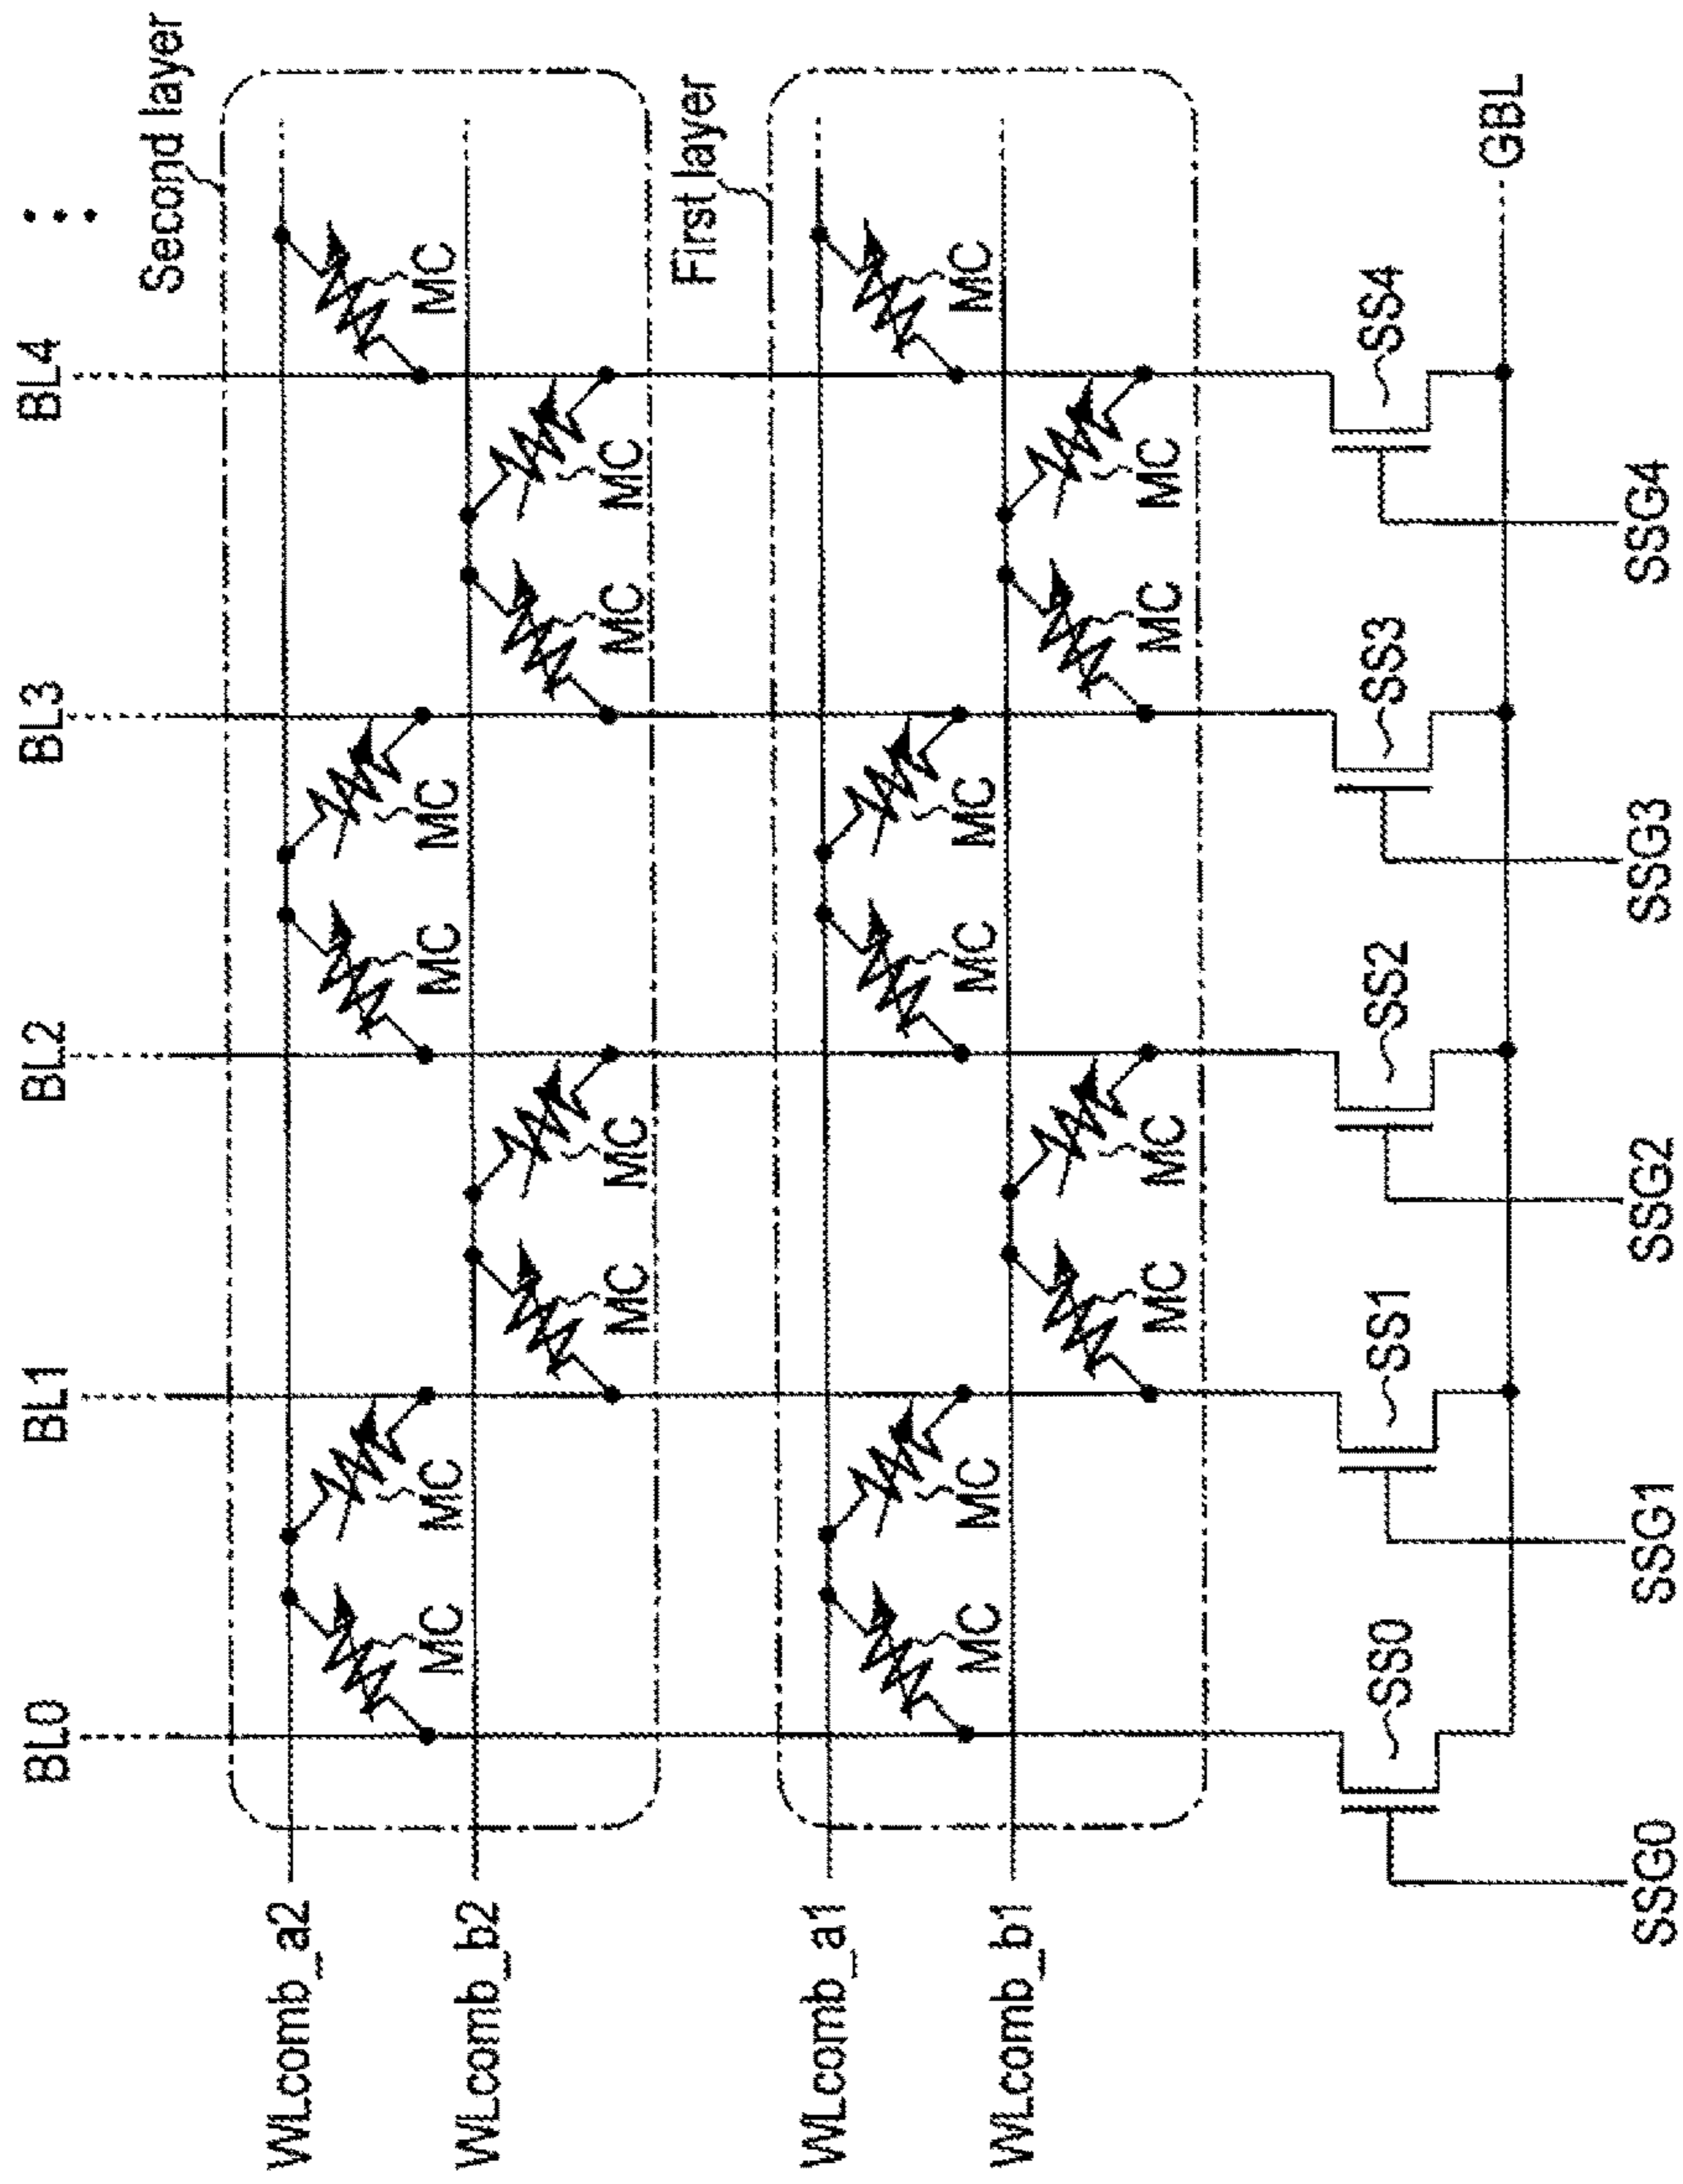 BL0 BL1 BL2 BL3 BL4 ...
Second layer
WLcomb_a2
MC MC MC MC MC
WLcomb_b2
MC MC MC MC
First layer
WLcomb_a1
MC MC MC MC MC
WLcomb_b1
MC MC MC MC
SS0 SS1 SS2 SS3 SS4
GBL
SSG0 SSG1 SSG2 SSG3 SSG4